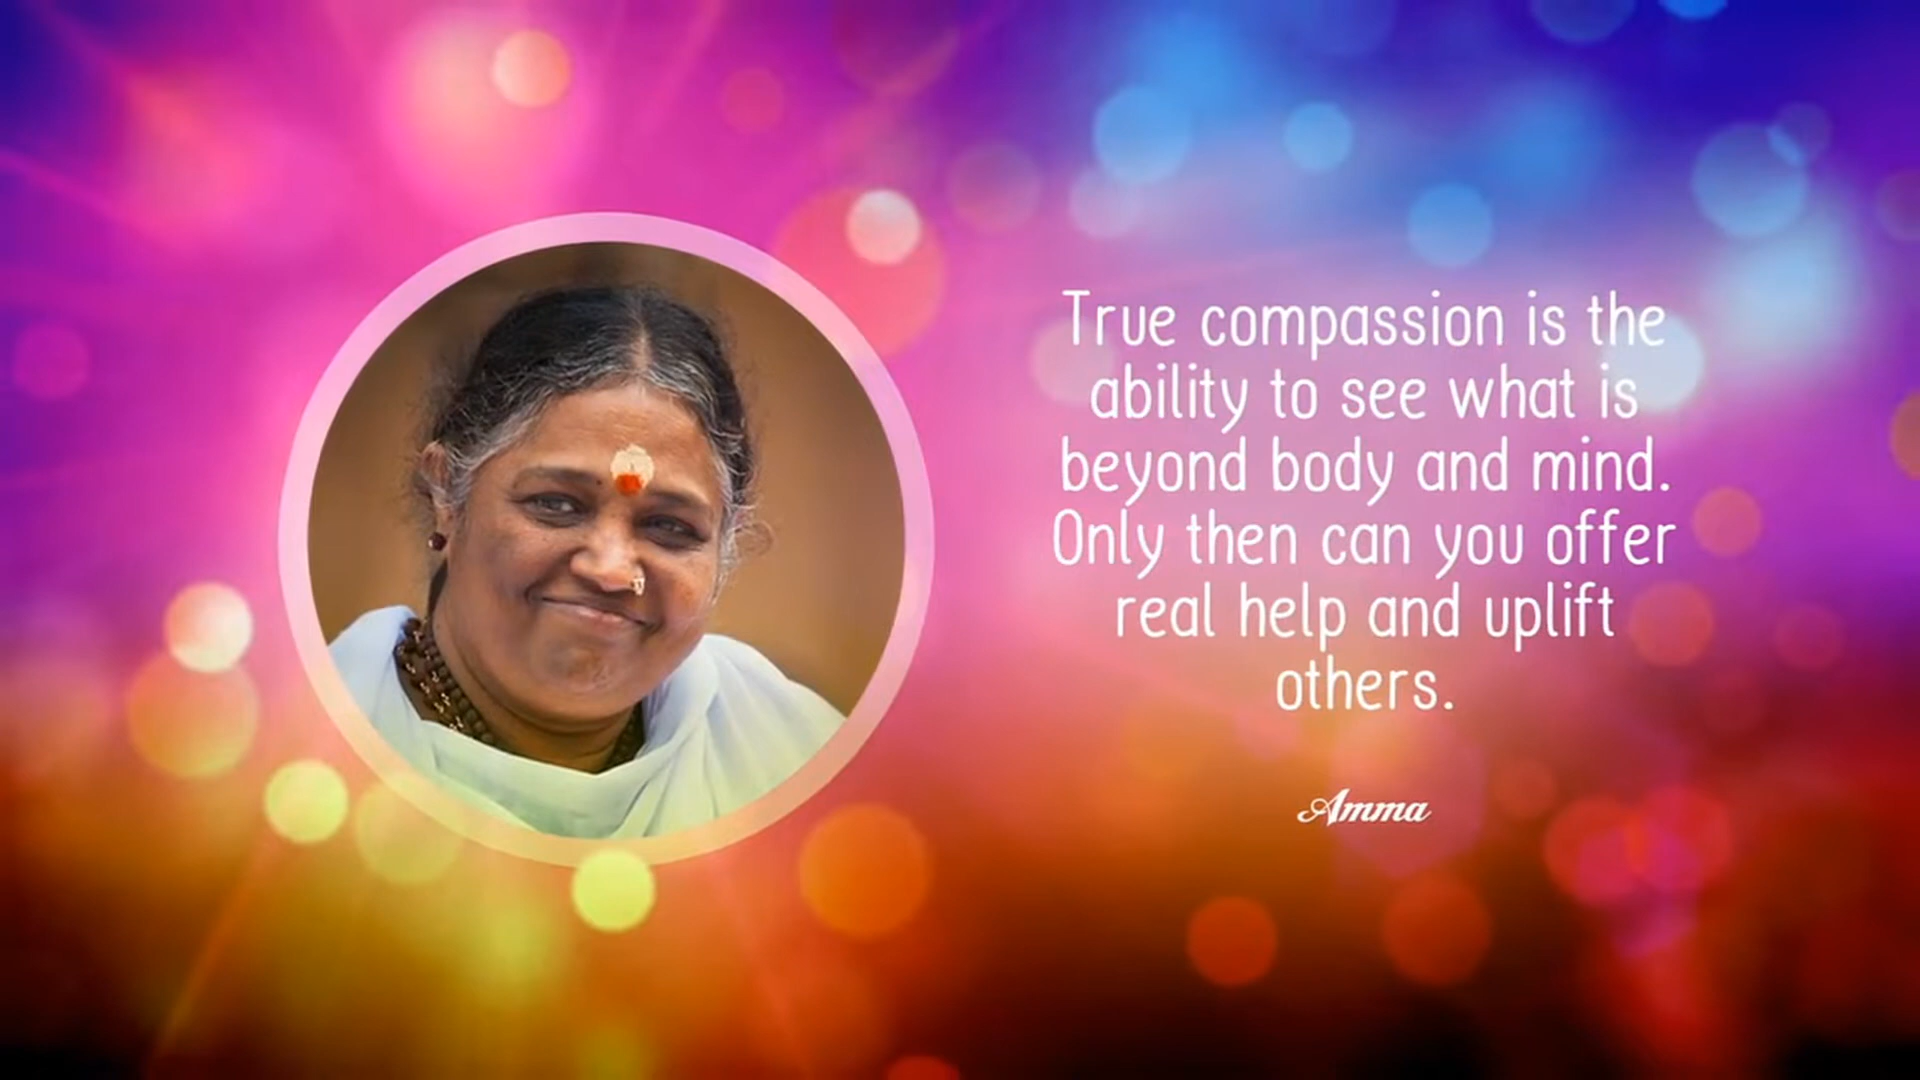 True compassion is the
ability to see what is
beyond body and mind.
Only then can you offer
real help and uplift
others.
Amma